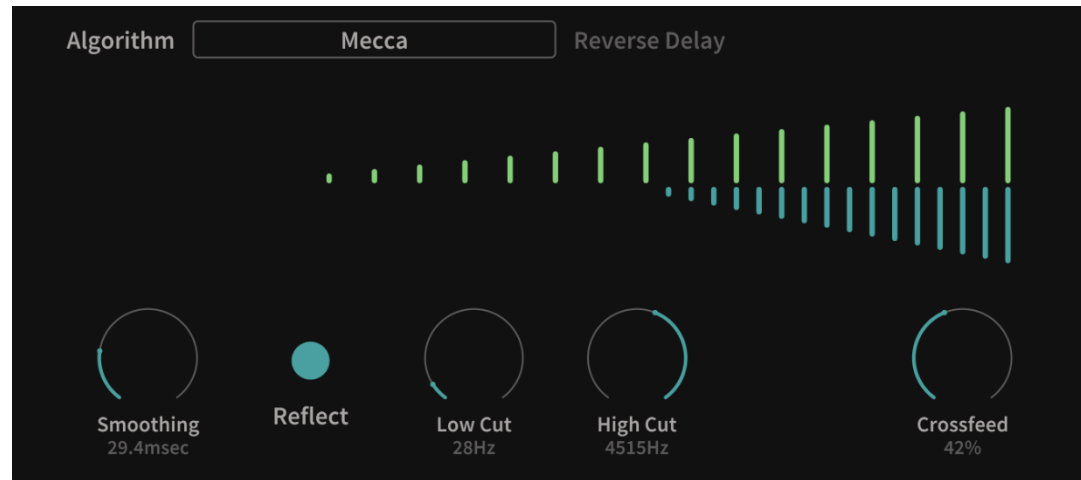 Algorithm Mecca Reverse Delay
Smoothing
29.4msec
Reflect
Low Cut
28Hz
High Cut
4515Hz
Crossfeed
42%